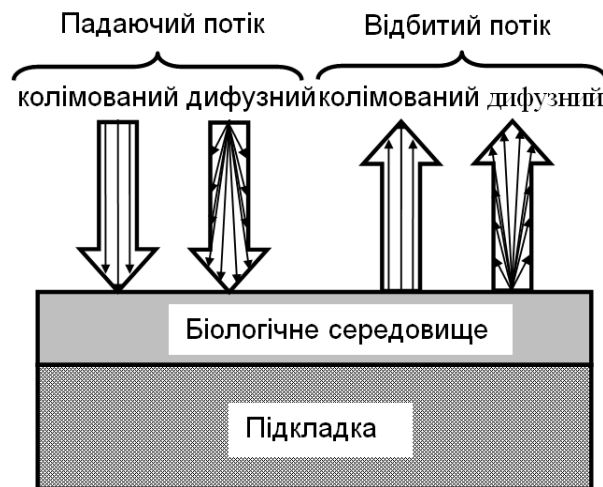 Падаючий потік Відбитий потік
колімований дифузний колімований дифузний
Біологічне середовище
Підкладка